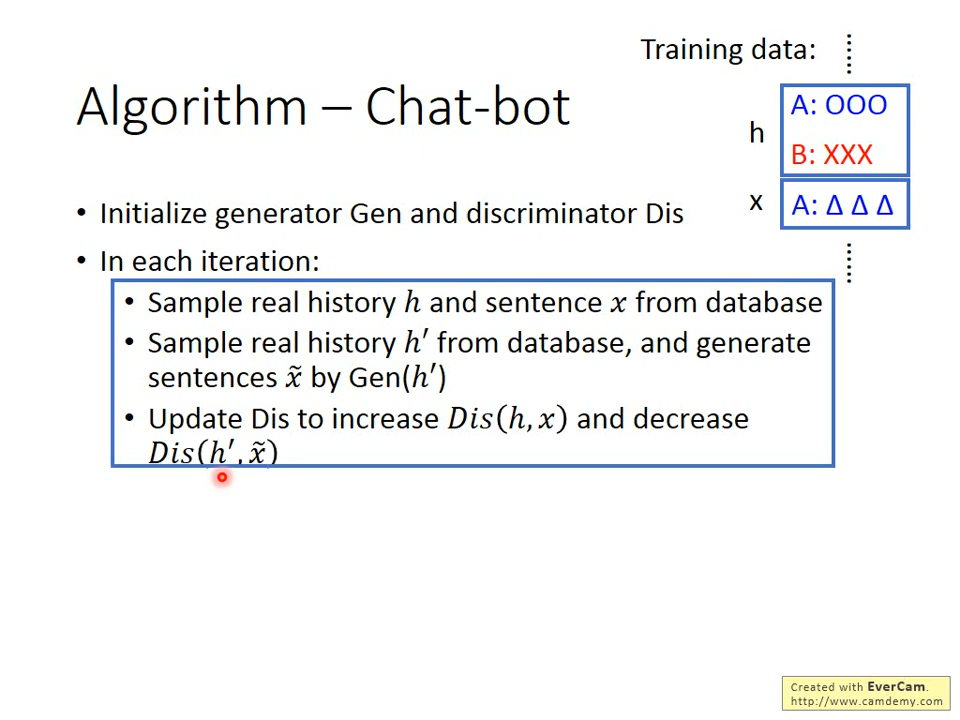 Training data:
Algorithm – Chat-bot
h
A: OOO
B: XXX
x
A: Δ Δ Δ
• Initialize generator Gen and discriminator Dis
• In each iteration:
• Sample real history h and sentence x from database
• Sample real history h′ from database, and generate
sentences x̃ by Gen(h′)
• Update Dis to increase Dis(h, x) and decrease
Dis(h′, x̃)
Created with EverCam.
http://www.camdemy.com